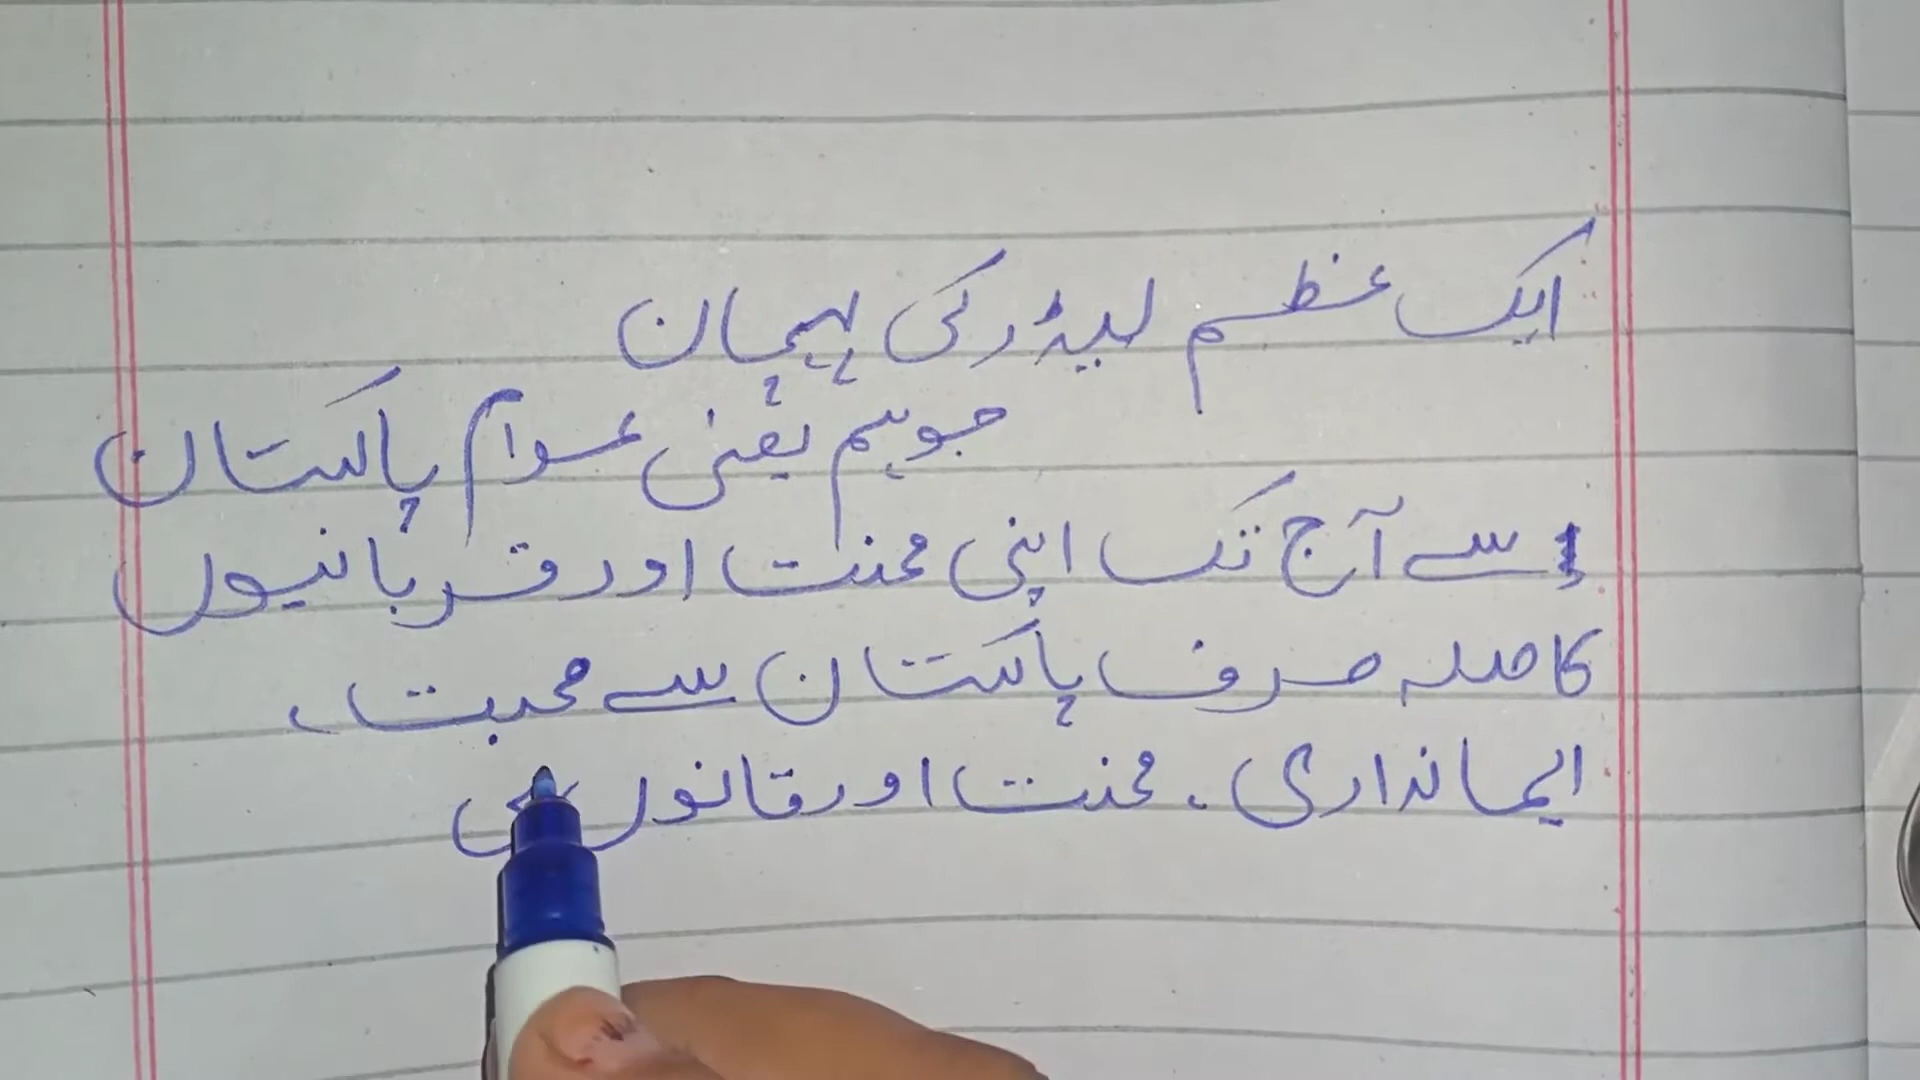 ایک عظیم لیڈر کی پہچان
جو ہم یعنی عوام پاکستان
سے آج تک اپنی محنت اور قربانیوں
کا صلہ صرف پاکستان سے محبت،
ایمانداری، محنت اور قانون کی